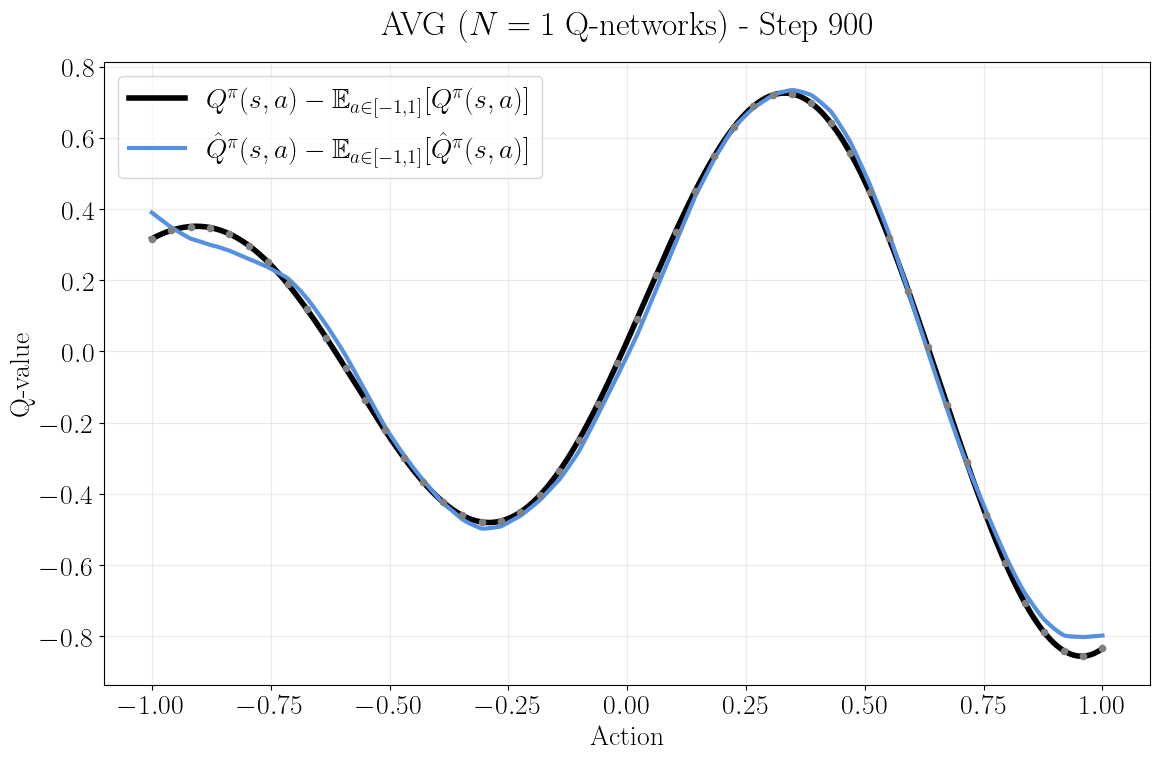 AVG (N = 1 Q-networks) - Step 900
Q^π(s, a) − 𝔼_{a∈[−1,1]}[Q^π(s, a)]
Q̂^π(s, a) − 𝔼_{a∈[−1,1]}[Q̂^π(s, a)]
Q-value
0.8
0.6
0.4
0.2
0.0
−0.2
−0.4
−0.6
−0.8
−1.00 −0.75 −0.50 −0.25 0.00 0.25 0.50 0.75 1.00
Action